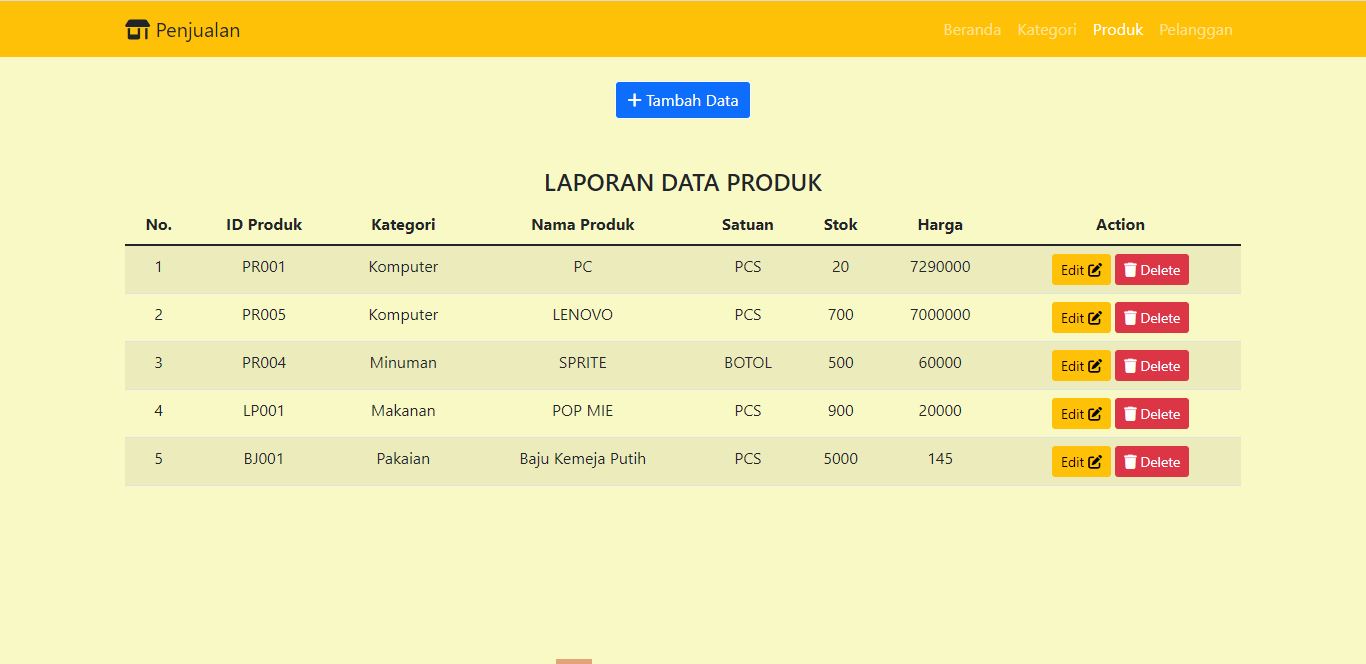 Penjualan Beranda Kategori Produk Pelanggan
Tambah Data
LAPORAN DATA PRODUK
No. ID Produk Kategori Nama Produk Satuan Stok Harga Action
1 PR001 Komputer PC PCS 20 7290000 Edit Delete
2 PR005 Komputer LENOVO PCS 700 7000000 Edit Delete
3 PR004 Minuman SPRITE BOTOL 500 60000 Edit Delete
4 LP001 Makanan POP MIE PCS 900 20000 Edit Delete
5 BJ001 Pakaian Baju Kemeja Putih PCS 5000 145 Edit Delete